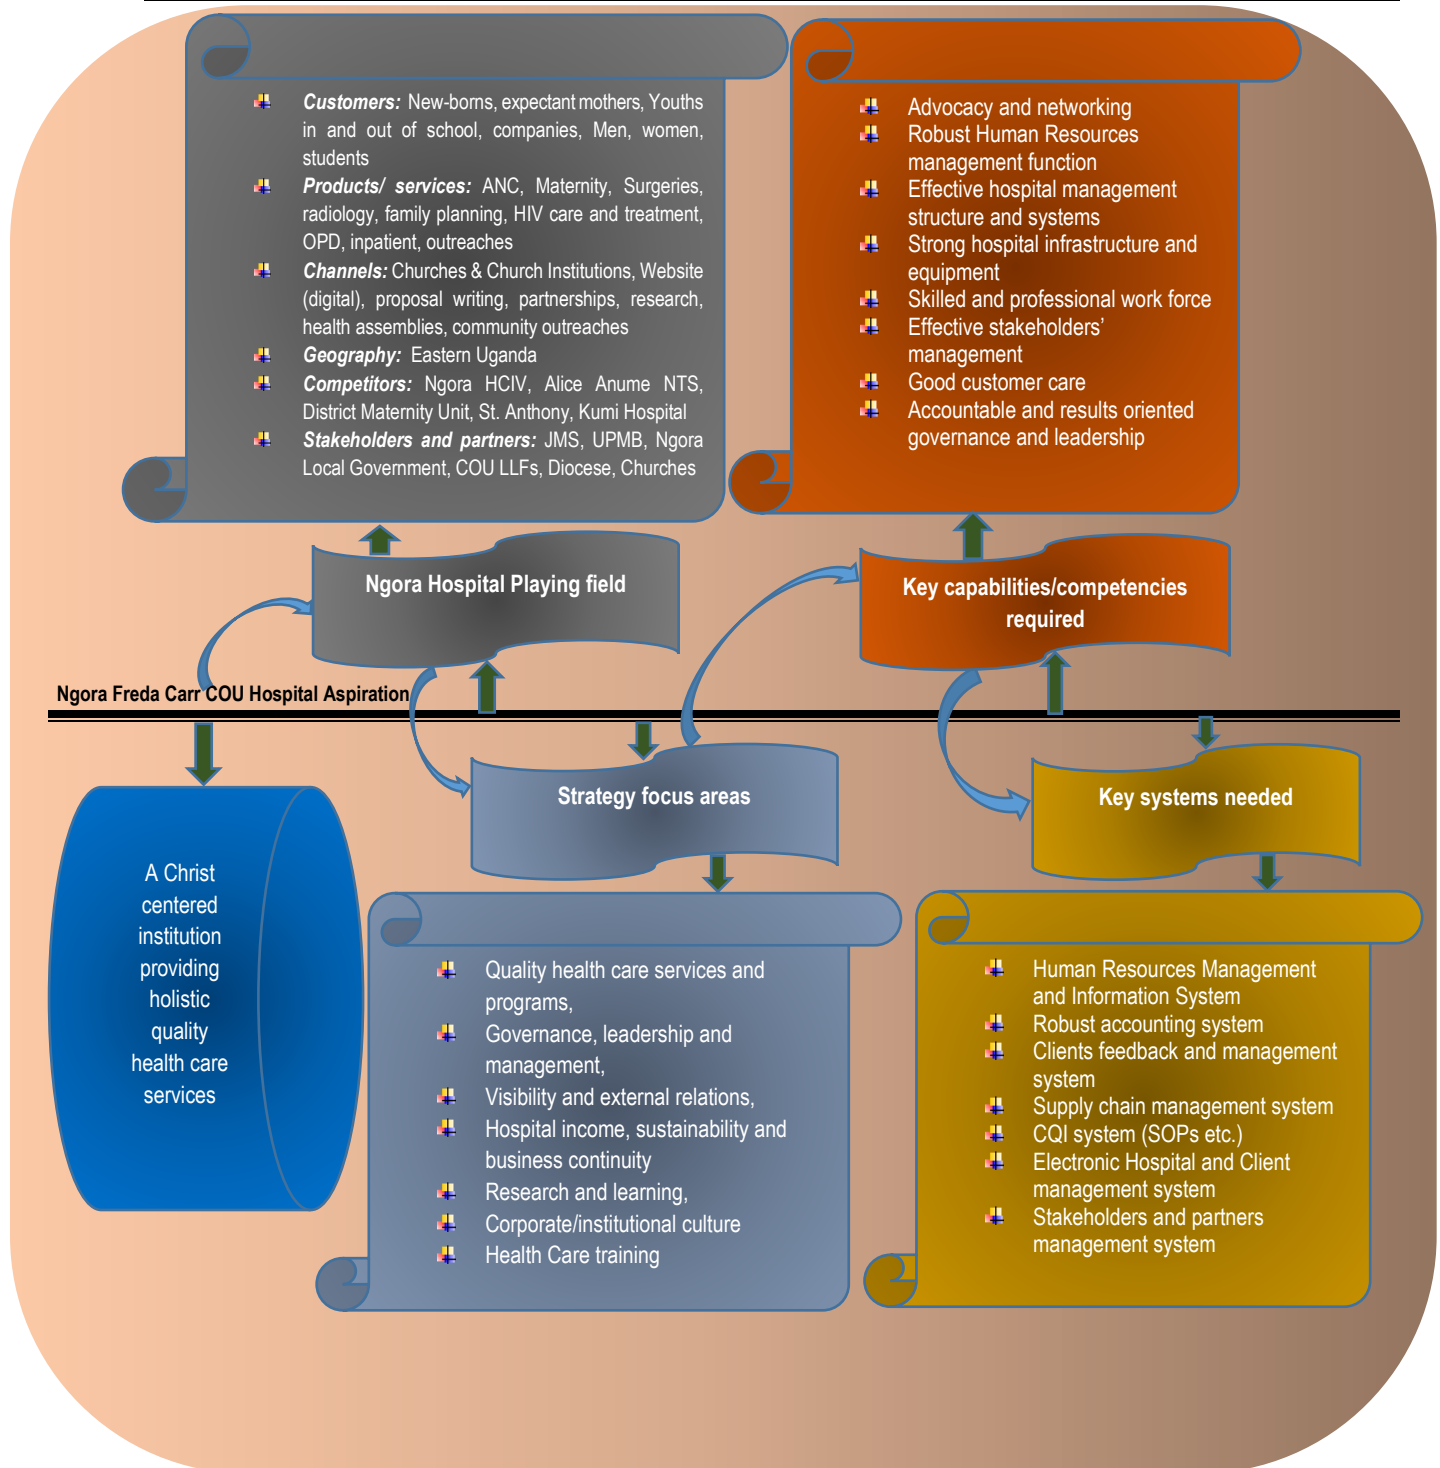 Customers: New-borns, expectant mothers, Youths
in and out of school, companies, Men, women,
students
Products/ services: ANC, Maternity, Surgeries,
radiology, family planning, HIV care and treatment,
OPD, inpatient, outreaches
Channels: Churches & Church Institutions, Website
(digital), proposal writing, partnerships, research,
health assemblies, community outreaches
Geography: Eastern Uganda
Competitors: Ngora HCIV, Alice Anume NTS,
District Maternity Unit, St. Anthony, Kumi Hospital
Stakeholders and partners: JMS, UPMB, Ngora
Local Government, COU LLFs, Diocese, Churches
Advocacy and networking
Robust Human Resources
management function
Effective hospital management
structure and systems
Strong hospital infrastructure and
equipment
Skilled and professional work force
Effective stakeholders’
management
Good customer care
Accountable and results oriented
governance and leadership
Ngora Hospital Playing field
Key capabilities/competencies
required
Ngora Freda Carr COU Hospital Aspiration
Strategy focus areas
Key systems needed
A Christ
centered
institution
providing
holistic
quality
health care
services
Quality health care services and
programs,
Governance, leadership and
management,
Visibility and external relations,
Hospital income, sustainability and
business continuity
Research and learning,
Corporate/institutional culture
Health Care training
Human Resources Management
and Information System
Robust accounting system
Clients feedback and management
system
Supply chain management system
CQI system (SOPs etc.)
Electronic Hospital and Client
management system
Stakeholders and partners
management system